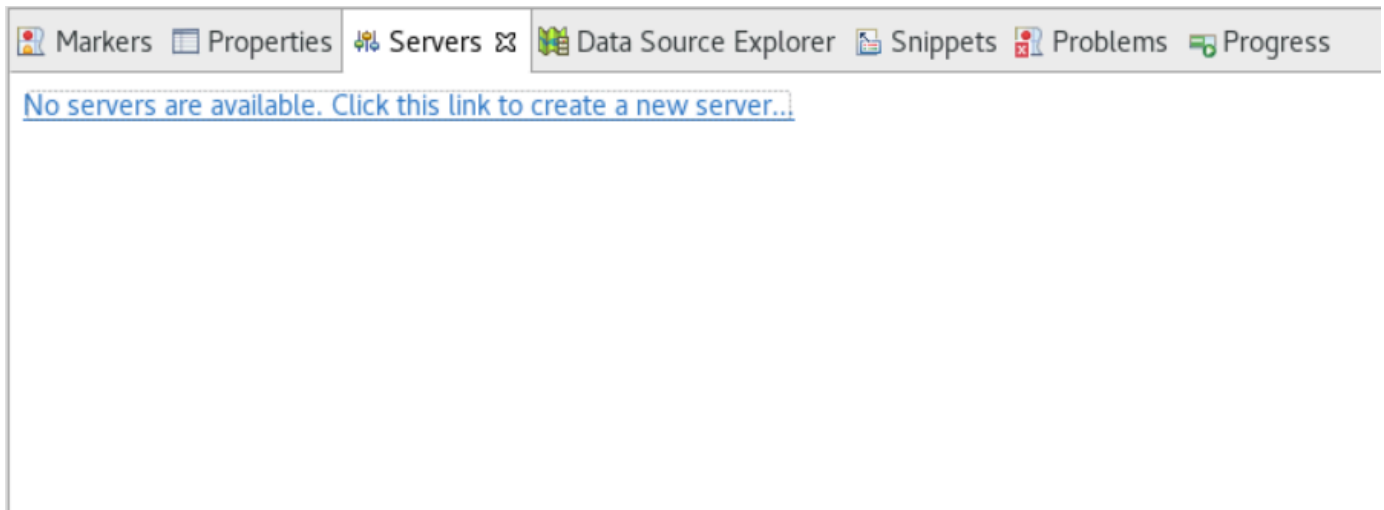 Markers Properties Servers Data Source Explorer Snippets Problems Progress
No servers are available. Click this link to create a new server...